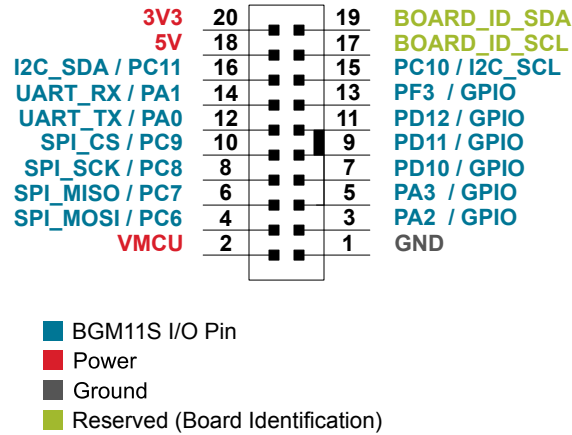 3V3 20 19 BOARD_ID_SDA
5V 18 17 BOARD_ID_SCL
I2C_SDA / PC11 16 15 PC10 / I2C_SCL
UART_RX / PA1 14 13 PF3 / GPIO
UART_TX / PA0 12 11 PD12 / GPIO
SPI_CS / PC9 10 9 PD11 / GPIO
SPI_SCK / PC8 8 7 PD10 / GPIO
SPI_MISO / PC7 6 5 PA3 / GPIO
SPI_MOSI / PC6 4 3 PA2 / GPIO
VMCU 2 1 GND
BGM11S I/O Pin
Power
Ground
Reserved (Board Identification)